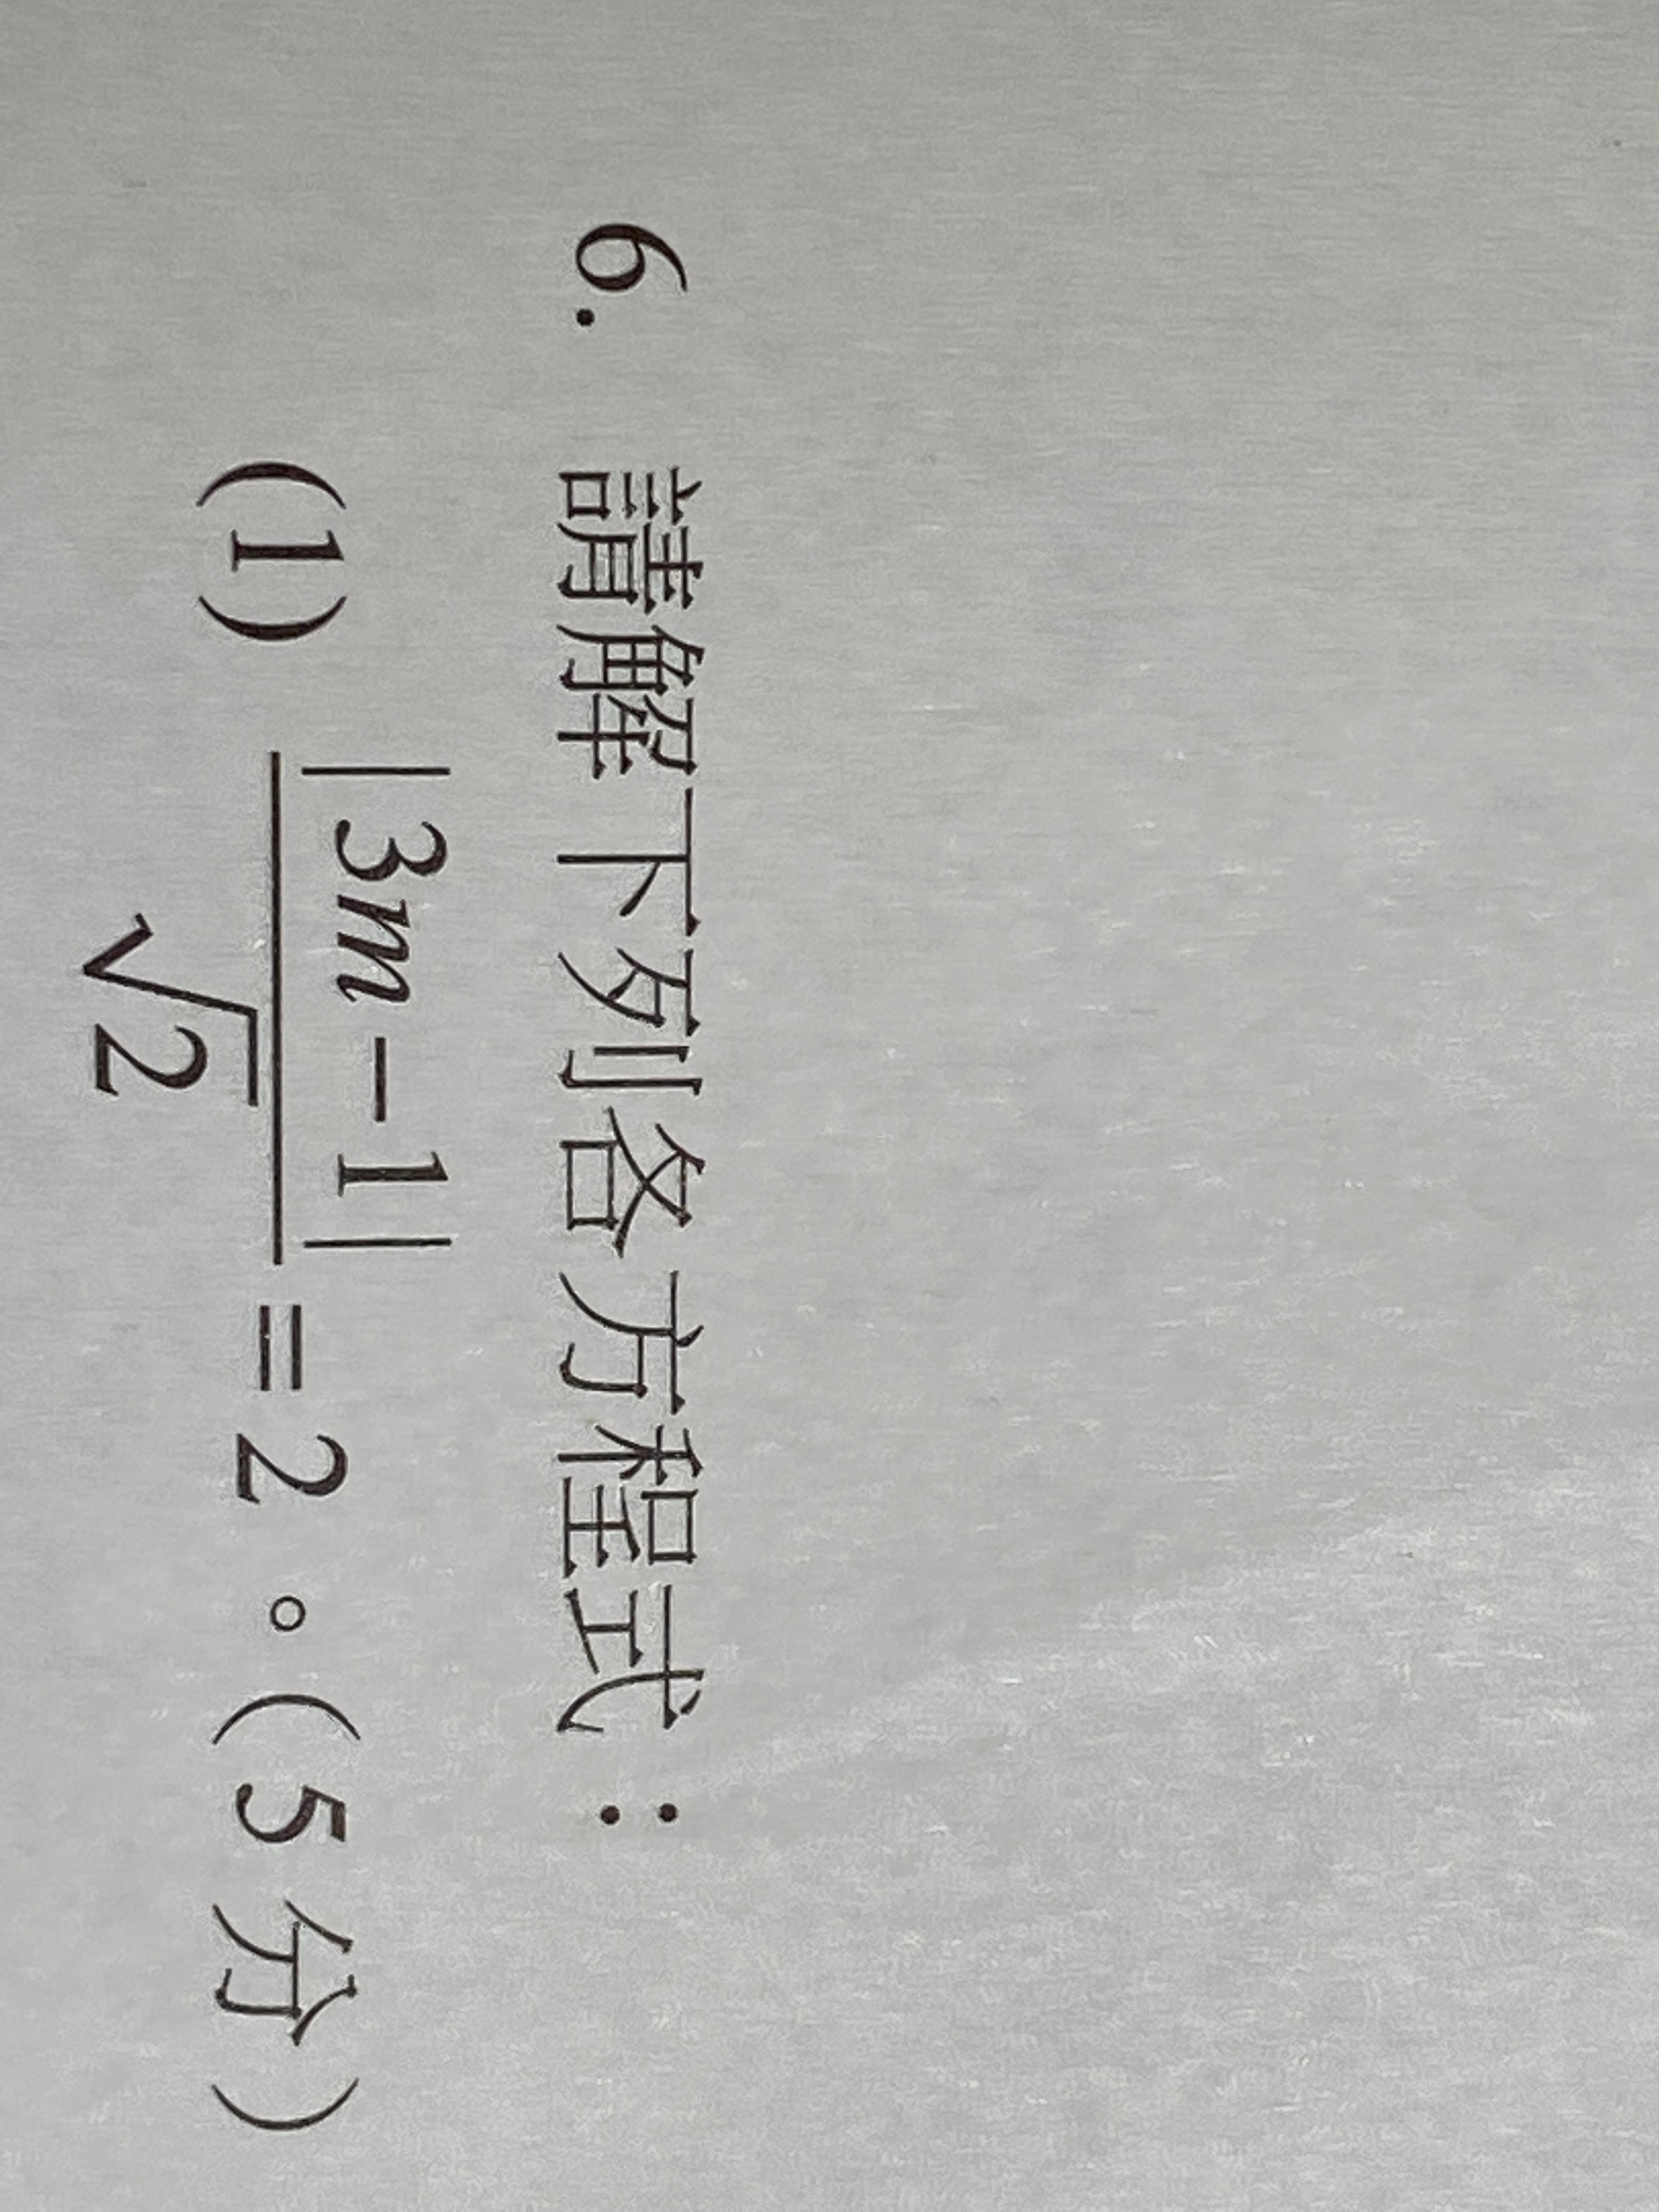 6. 請解下列各方程式：
(1) |3m−1|/√2 = 2。(5分)